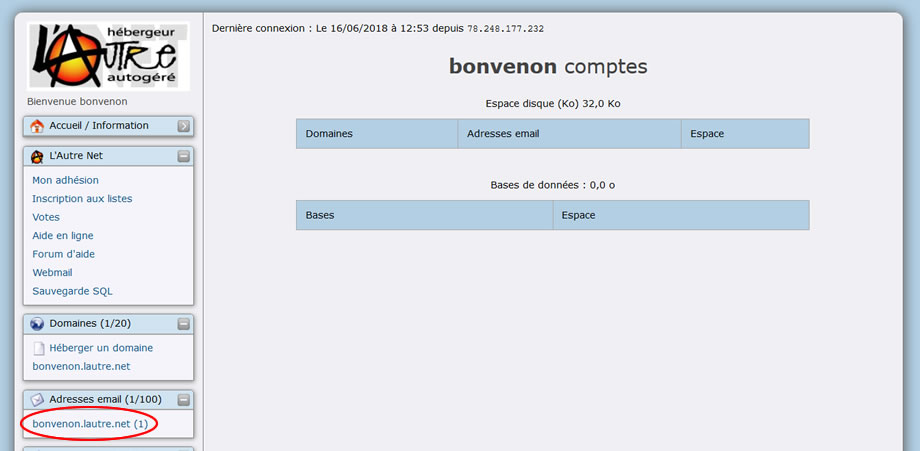 hébergeur
L'AUTRE
autogéré
Bienvenue bonvenon
Accueil / Information
L'Autre Net
Mon adhésion
Inscription aux listes
Votes
Aide en ligne
Forum d'aide
Webmail
Sauvegarde SQL
Domaines (1/20)
Héberger un domaine
bonvenon.lautre.net
Adresses email (1/100)
bonvenon.lautre.net (1)
Dernière connexion : Le 16/06/2018 à 12:53 depuis 78.248.177.232
bonvenon comptes
Espace disque (Ko) 32,0 Ko
Domaines Adresses email Espace
Bases de données : 0,0 o
Bases Espace